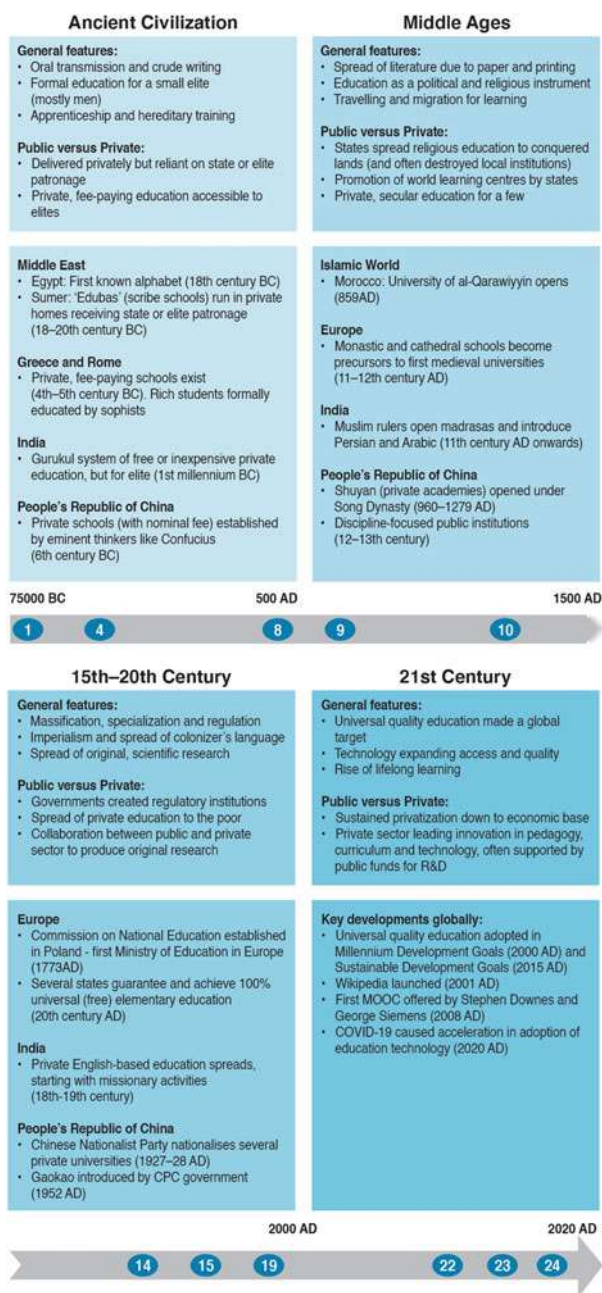 Ancient Civilization
General features:
• Oral transmission and crude writing
• Formal education for a small elite
(mostly men)
• Apprenticeship and hereditary training
Public versus Private:
• Delivered privately but reliant on state or elite
patronage
• Private, fee-paying education accessible to
elites
Middle East
• Egypt: First known alphabet (18th century BC)
• Sumer: ‘Edubas’ (scribe schools) run in private
homes receiving state or elite patronage
(18–20th century BC)
Greece and Rome
• Private, fee-paying schools exist
(4th–5th century BC). Rich students formally
educated by sophists
India
• Gurukul system of free or inexpensive private
education, but for elite (1st millennium BC)
People’s Republic of China
• Private schools (with nominal fee) established
by eminent thinkers like Confucius
(6th century BC)
Middle Ages
General features:
• Spread of literature due to paper and printing
• Education as a political and religious instrument
• Travelling and migration for learning
Public versus Private:
• States spread religious education to conquered
lands (and often destroyed local institutions)
• Promotion of world learning centres by states
• Private, secular education for a few
Islamic World
• Morocco: University of al-Qarawiyyin opens
(859AD)
Europe
• Monastic and cathedral schools become
precursors to first medieval universities
(11–12th century AD)
India
• Muslim rulers open madrasas and introduce
Persian and Arabic (11th century AD onwards)
People’s Republic of China
• Shuyan (private academies) opened under
Song Dynasty (960–1279 AD)
• Discipline-focused public institutions
(12–13th century)
75000 BC 500 AD 1500 AD
1 4 8 9 10
15th–20th Century
General features:
• Massification, specialization and regulation
• Imperialism and spread of colonizer’s language
• Spread of original, scientific research
Public versus Private:
• Governments created regulatory institutions
• Spread of private education to the poor
• Collaboration between public and private
sector to produce original research
Europe
• Commission on National Education established
in Poland - first Ministry of Education in Europe
(1773AD)
• Several states guarantee and achieve 100%
universal (free) elementary education
(20th century AD)
India
• Private English-based education spreads,
starting with missionary activities
(18th-19th century)
People’s Republic of China
• Chinese Nationalist Party nationalises several
private universities (1927–28 AD)
• Gaokao introduced by CPC government
(1952 AD)
21st Century
General features:
• Universal quality education made a global
target
• Technology expanding access and quality
• Rise of lifelong learning
Public versus Private:
• Sustained privatization down to economic base
• Private sector leading innovation in pedagogy,
curriculum and technology, often supported by
public funds for R&D
Key developments globally:
• Universal quality education adopted in
Millennium Development Goals (2000 AD) and
Sustainable Development Goals (2015 AD)
• Wikipedia launched (2001 AD)
• First MOOC offered by Stephen Downes and
George Siemens (2008 AD)
• COVID-19 caused acceleration in adoption of
education technology (2020 AD)
2000 AD 2020 AD
14 15 19 22 23 24